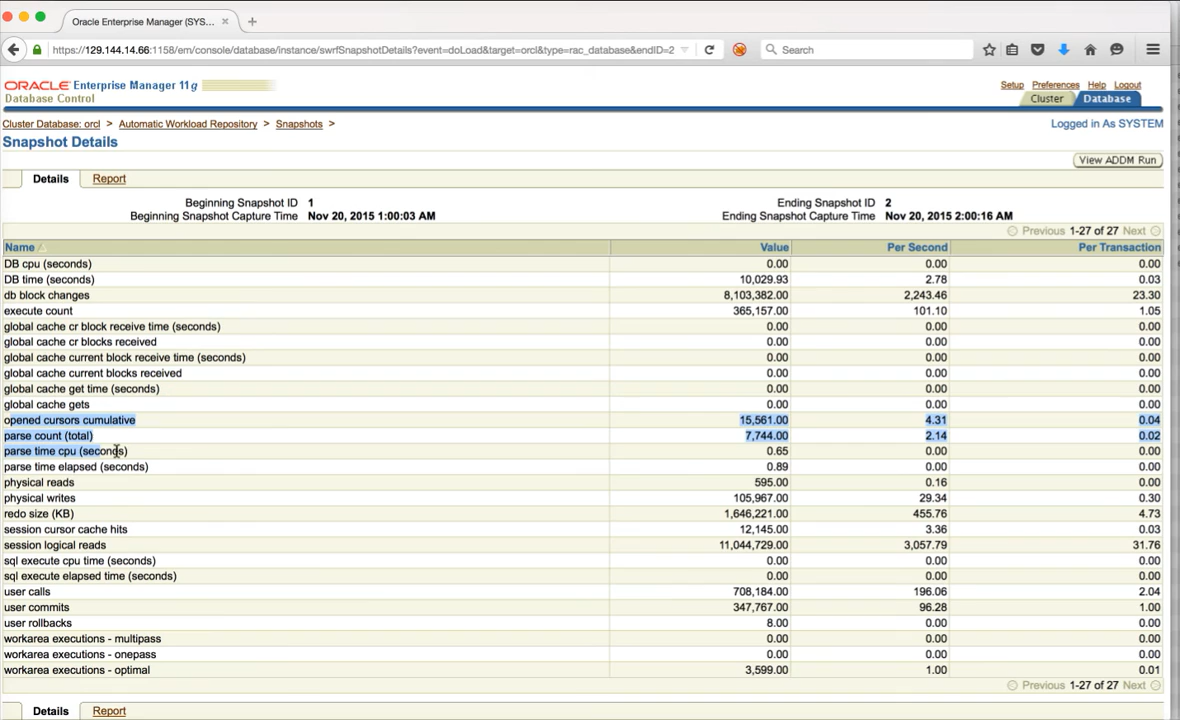 Oracle Enterprise Manager (SYS... × +
https://129.144.14.66:1158/em/console/database/instance/swrfSnapshotDetails?event=doLoad&target=orcl&type=rac_database&endID=2 Search
ORACLE Enterprise Manager 11g Setup Preferences Help Logout
Database Control Cluster Database
Cluster Database: orcl > Automatic Workload Repository > Snapshots > Logged in As SYSTEM
Snapshot Details
View ADDM Run
Details Report
Beginning Snapshot ID 1 Ending Snapshot ID 2
Beginning Snapshot Capture Time Nov 20, 2015 1:00:03 AM Ending Snapshot Capture Time Nov 20, 2015 2:00:16 AM
Previous 1-27 of 27 Next
Name Value Per Second Per Transaction
DB cpu (seconds) 0.00 0.00 0.00
DB time (seconds) 10,029.93 2.78 0.03
db block changes 8,103,382.00 2,243.46 23.30
execute count 365,157.00 101.10 1.05
global cache cr block receive time (seconds) 0.00 0.00 0.00
global cache cr blocks received 0.00 0.00 0.00
global cache current block receive time (seconds) 0.00 0.00 0.00
global cache current blocks received 0.00 0.00 0.00
global cache get time (seconds) 0.00 0.00 0.00
global cache gets 0.00 0.00 0.00
opened cursors cumulative 15,561.00 4.31 0.04
parse count (total) 7,744.00 2.14 0.02
parse time cpu (seconds) 0.65 0.00 0.00
parse time elapsed (seconds) 0.89 0.00 0.00
physical reads 595.00 0.16 0.00
physical writes 105,967.00 29.34 0.30
redo size (KB) 1,646,221.00 455.76 4.73
session cursor cache hits 12,145.00 3.36 0.03
session logical reads 11,044,729.00 3,057.79 31.76
sql execute cpu time (seconds) 0.00 0.00 0.00
sql execute elapsed time (seconds) 0.00 0.00 0.00
user calls 708,184.00 196.06 2.04
user commits 347,767.00 96.28 1.00
user rollbacks 8.00 0.00 0.00
workarea executions - multipass 0.00 0.00 0.00
workarea executions - onepass 0.00 0.00 0.00
workarea executions - optimal 3,599.00 1.00 0.01
Previous 1-27 of 27 Next
Details Report